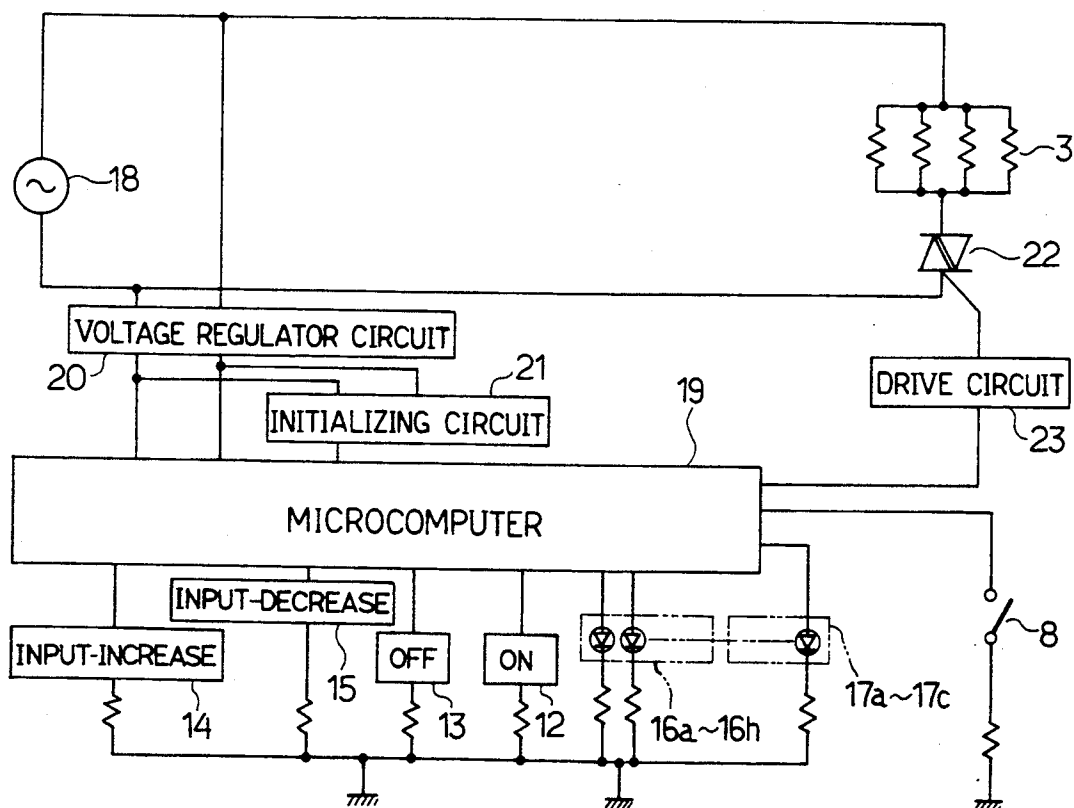 18
3
22
VOLTAGE REGULATOR CIRCUIT
20
21
INITIALIZING CIRCUIT
19
DRIVE CIRCUIT
23
MICROCOMPUTER
INPUT-DECREASE
INPUT-INCREASE
OFF
ON
8
14
15
13
12
16a~16h
17a~17c